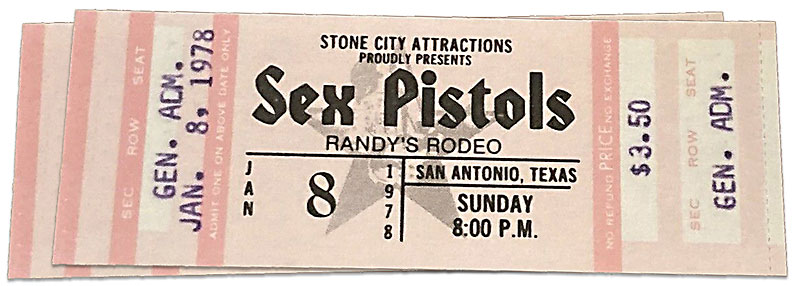 SEC ROW SEAT
GEN. ADM.
JAN. 8, 1978
ADMIT ONE ON ABOVE DATE ONLY
STONE CITY ATTRACTIONS
PROUDLY PRESENTS
Sex Pistols
RANDY'S RODEO
JAN
8
1978
SAN ANTONIO, TEXAS
SUNDAY
8:00 P.M.
NO REFUND PRICE NO EXCHANGE
$3.50
SEC ROW SEAT
GEN. ADM.